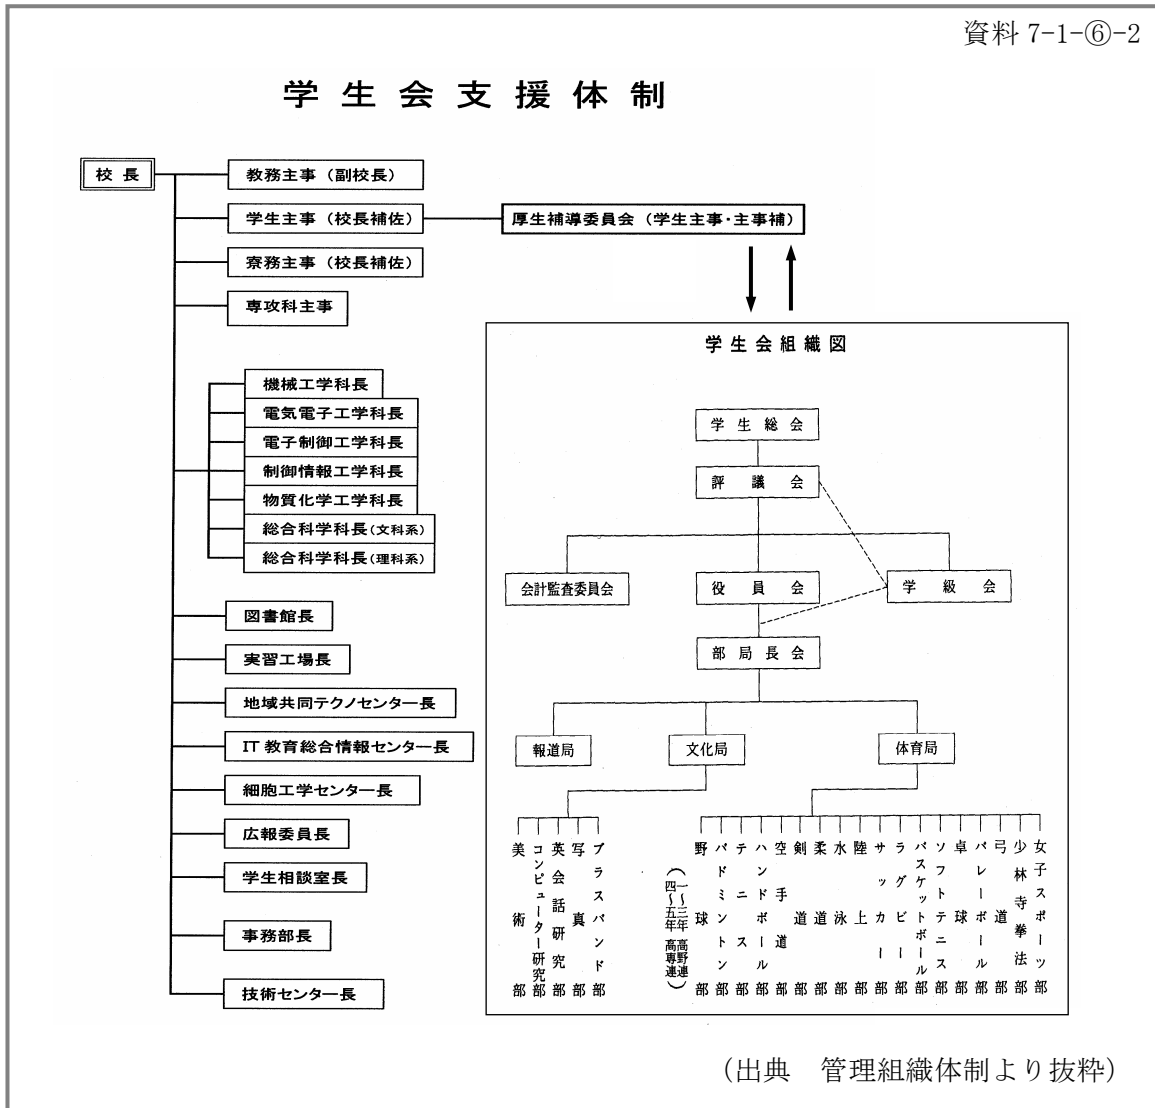 資料 7-1-⑥-2
学生会支援体制
校長
教務主事（副校長）
学生主事（校長補佐）
厚生補導委員会（学生主事・主事補）
寮務主事（校長補佐）
専攻科主事
機械工学科長
電気電子工学科長
電子制御工学科長
制御情報工学科長
物質化学工学科長
総合科学科長(文科系)
総合科学科長(理科系)
図書館長
実習工場長
地域共同テクノセンター長
IT教育総合情報センター長
細胞工学センター長
広報委員長
学生相談室長
事務部長
技術センター長
学生会組織図
学生総会
評議会
会計監査委員会
役員会
学級会
部局長会
報道局
文化局
体育局
美術部
コンピューター研究部
英会話研究部
写真部
ブラスバンド部
（一～三年 高野連
四～五年 高専連）
野球部
バドミントン部
テニス部
ハンドボール部
空手道部
剣道部
柔道部
水泳部
陸上部
サッカー部
ラグビー部
バスケットボール部
ソフトテニス部
卓球部
バレーボール部
弓道部
少林寺拳法部
女子スポーツ部
（出典　管理組織体制より抜粋）